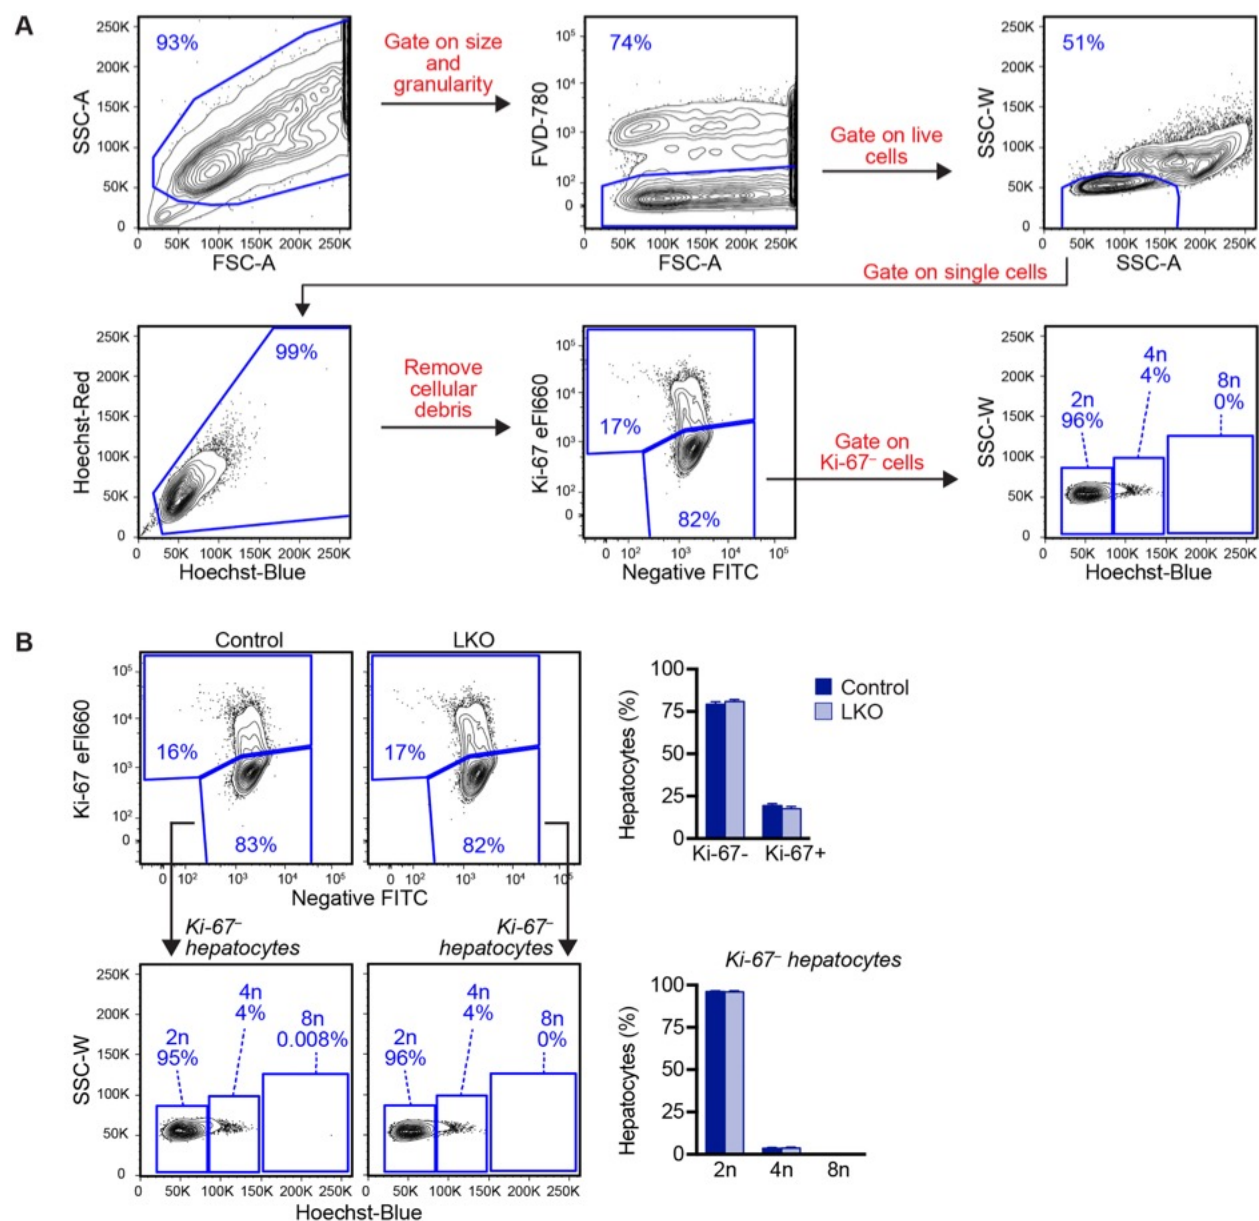 A
93%
SSC-A
250K
200K
150K
100K
50K
0
0 50K 100K 150K 200K 250K
FSC-A
Gate on size
and
granularity
74%
FVD-780
10⁵
10⁴
10³
10²
0
0 50K 100K 150K 200K 250K
FSC-A
Gate on live
cells
51%
SSC-W
250K
200K
150K
100K
50K
0
0 50K 100K 150K 200K 250K
SSC-A
Gate on single cells
99%
Hoechst-Red
250K
200K
150K
100K
50K
0
0 50K 100K 150K 200K 250K
Hoechst-Blue
Remove
cellular
debris
Ki-67 eFl660
10⁵
10⁴
10³
10²
0
17%
82%
0 10² 10³ 10⁴ 10⁵
Negative FITC
Gate on
Ki-67⁻ cells
SSC-W
250K
200K
150K
100K
50K
0
2n
96%
4n
4%
8n
0%
0 50K 100K 150K 200K 250K
Hoechst-Blue
B
Control
LKO
Ki-67 eFl660
10⁵
10⁴
10³
10²
0
16%
83%
17%
82%
0 10² 10³ 10⁴ 10⁵
0 10² 10³ 10⁴ 10⁵
Negative FITC
Hepatocytes (%)
100
75
50
25
0
Ki-67- Ki-67+
Control
LKO
Ki-67⁻
hepatocytes
Ki-67⁻
hepatocytes
SSC-W
250K
200K
150K
100K
50K
0
2n
95%
4n
4%
8n
0.008%
2n
96%
4n
4%
8n
0%
0 50K 100K 150K 200K 250K
0 50K 100K 150K 200K 250K
Hoechst-Blue
Ki-67⁻ hepatocytes
Hepatocytes (%)
100
75
50
25
0
2n 4n 8n